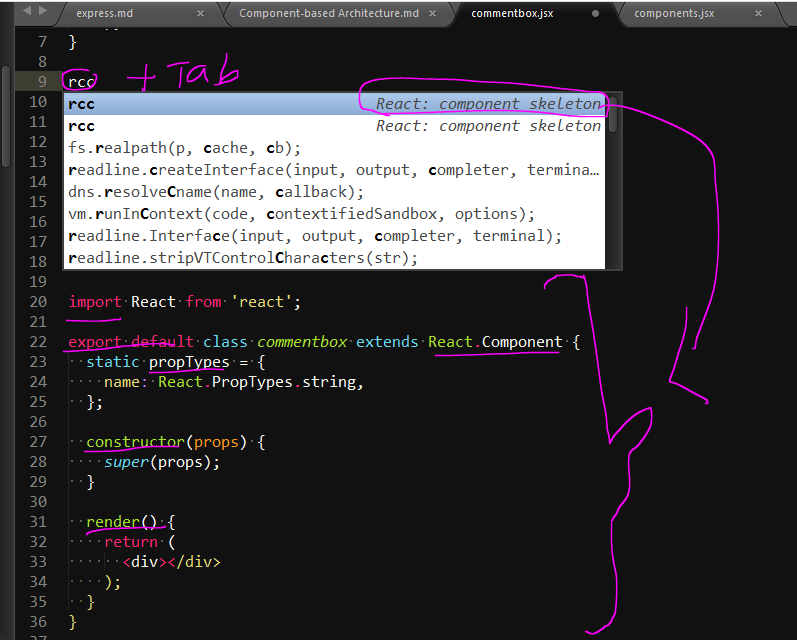 express.md × Component-based Architecture.md × commentbox.jsx ● components.jsx ×
7 }
8
9 rcc + Tab
10 rcc React: component skeleton
11 rcc React: component skeleton
12 fs.realpath(p, cache, cb);
13 readline.createInterface(input, output, completer, termina…
14 dns.resolveCname(name, callback);
15 vm.runInContext(code, contextifiedSandbox, options);
16
17 readline.Interface(input, output, completer, terminal);
18 readline.stripVTControlCharacters(str);
19
20 import React from 'react';
21
22 export default class commentbox extends React.Component {
23 static propTypes = {
24 name: React.PropTypes.string,
25 };
26
27 constructor(props) {
28 super(props);
29 }
30
31 render() {
32 return (
33 <div></div>
34 );
35 }
36 }
37